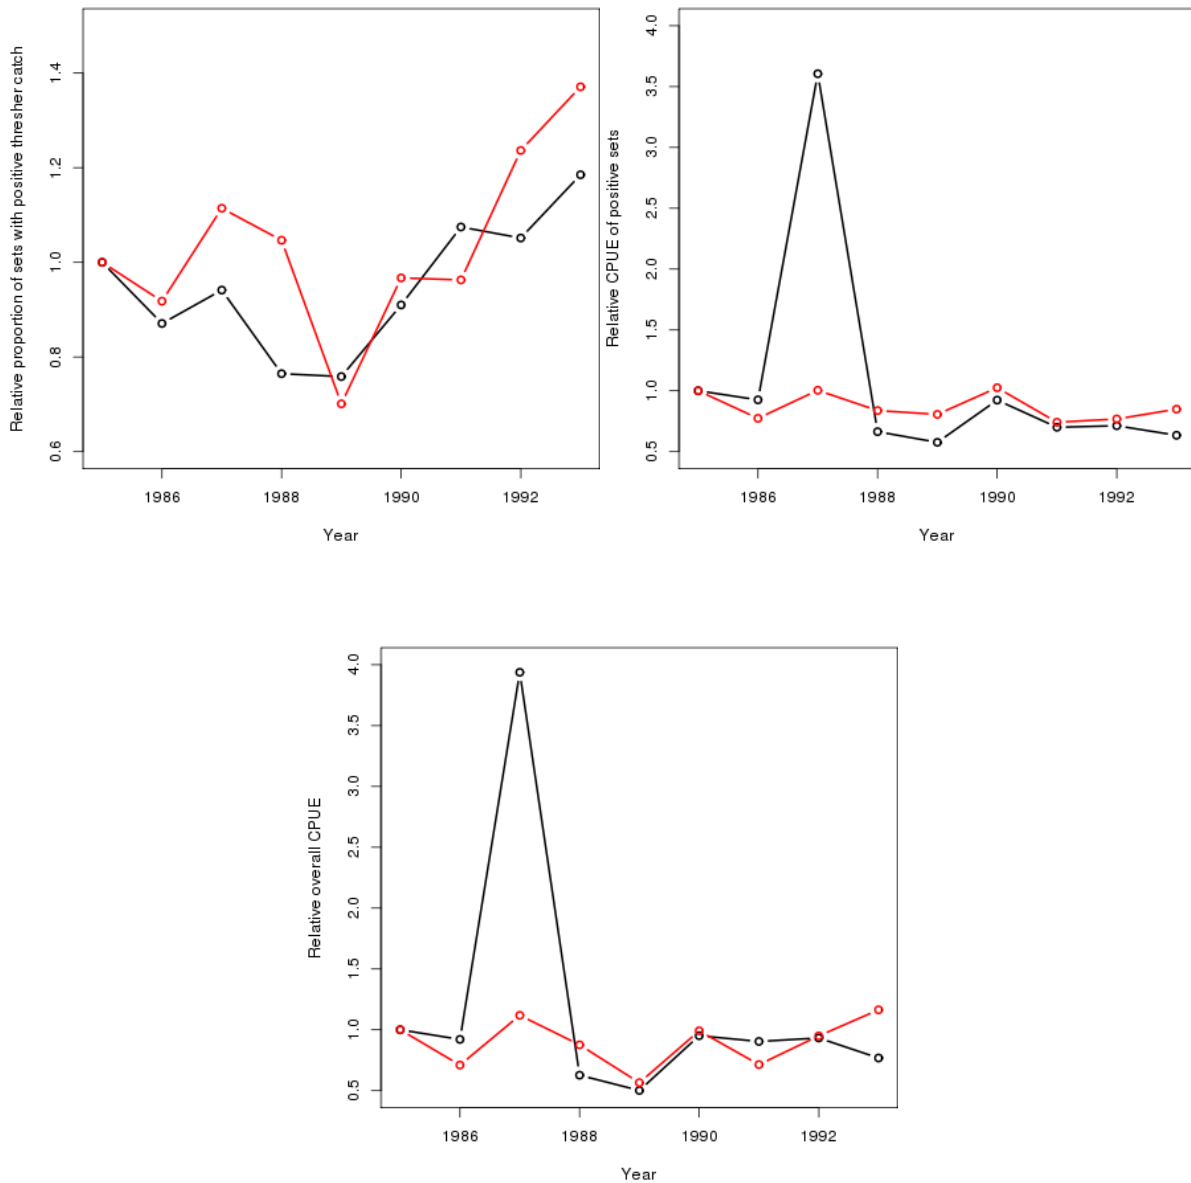 Relative proportion of sets with positive thresher catch
1.4
1.2
1.0
0.8
0.6
1986 1988 1990 1992
Year
Relative CPUE of positive sets
4.0
3.5
3.0
2.5
2.0
1.5
1.0
0.5
1986 1988 1990 1992
Year
Relative overall CPUE
4.0
3.5
3.0
2.5
2.0
1.5
1.0
0.5
1986 1988 1990 1992
Year